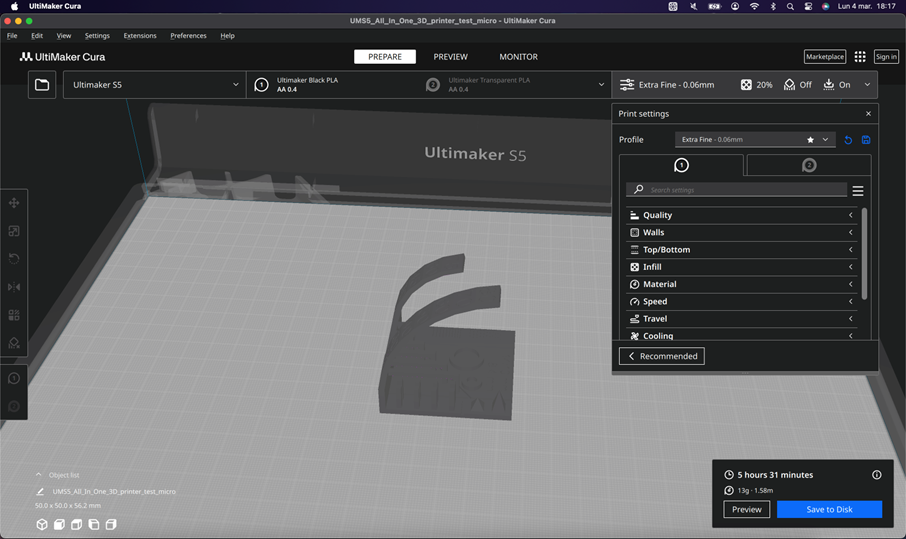 UltiMaker Cura
Lun 4 mar. 18:17
UMS5_All_In_One_3D_printer_test_micro - UltiMaker Cura
File Edit View Settings Extensions Preferences Help
UltiMaker Cura
PREPARE PREVIEW MONITOR
Marketplace Sign in
Ultimaker S5
1 Ultimaker Black PLA
AA 0.4
2 Ultimaker Transparent PLA
AA 0.4
Extra Fine - 0.06mm 20% Off On
Print settings
Profile Extra Fine - 0.06mm
1 2
Search settings
Quality
Walls
Top/Bottom
Infill
Material
Speed
Travel
Cooling
Recommended
Ultimaker S5
1
2
Object list
UMS5_All_In_One_3D_printer_test_micro
50.0 x 50.0 x 56.2 mm
5 hours 31 minutes
13g · 1.58m
Preview Save to Disk